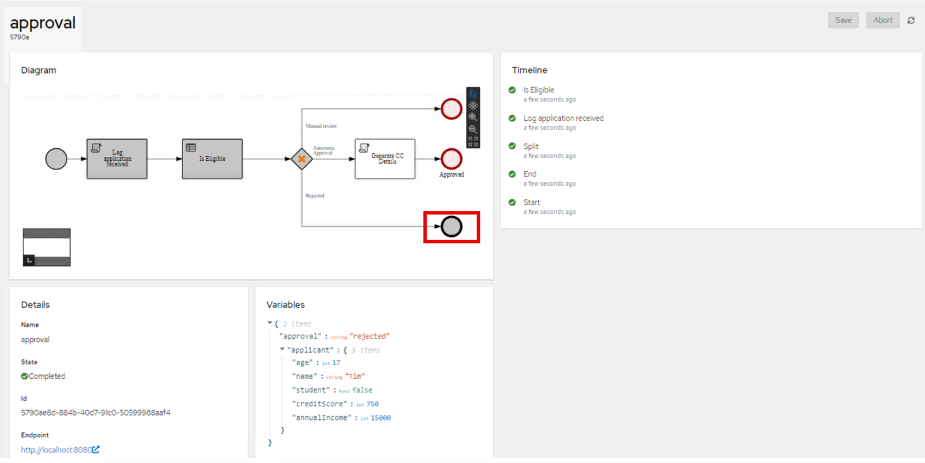 approval
5790a
Save
Abort
Diagram
Manual review
Log
application
received
Is Eligible
Automatic
Approval
Generate CC
Details
Approved
Rejected
Timeline
Is Eligible
a few seconds ago
Log application received
a few seconds ago
Split
a few seconds ago
End
a few seconds ago
Start
a few seconds ago
Details
Name
approval
State
Completed
Id
5790ae8d-884b-40d7-91c0-50599968aaf4
Endpoint
http://localhost:8080
Variables
{ 2 items
"approval" : string "rejected"
"applicant" : { 5 items
"age" : int 17
"name" : string "Tim"
"student" : bool false
"creditScore" : int 750
"annualIncome" : int 15000
}
}